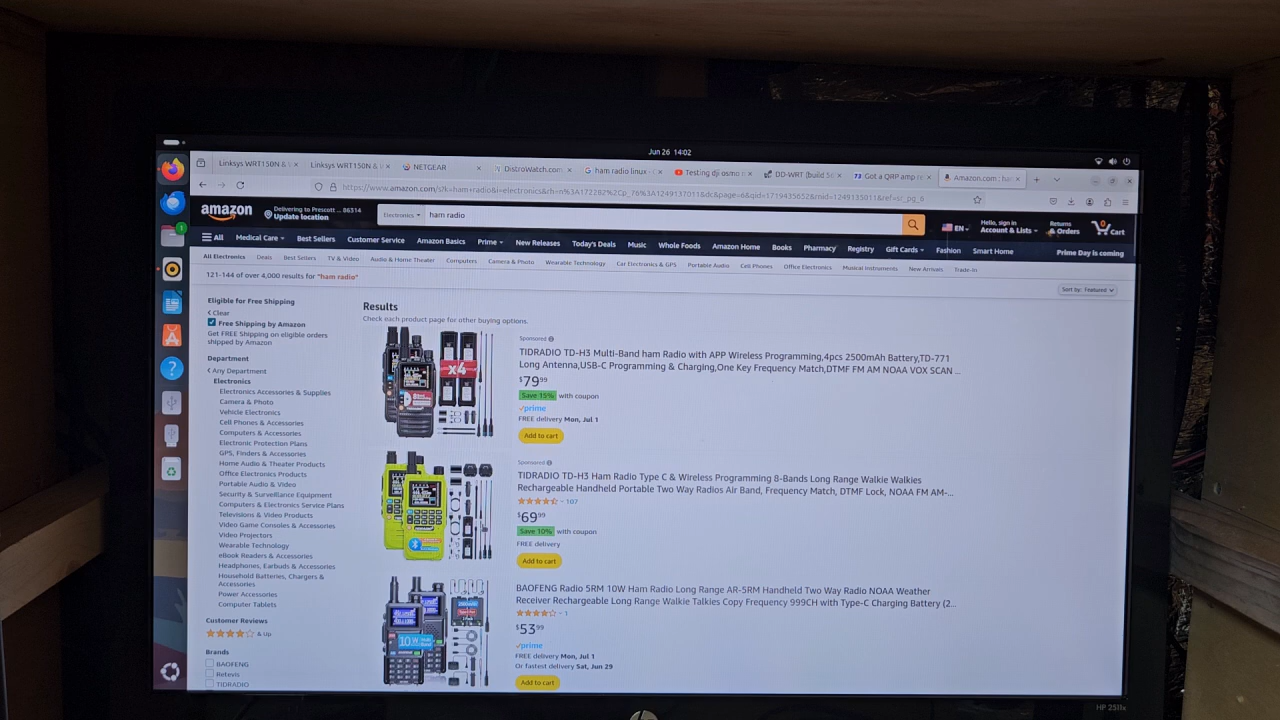 Jun 26 14:02
Linksys WRT150N &
Linksys WRT150N &
NETGEAR
DistroWatch.com
ham radio linux -
Testing dji osmo
DD-WRT (build 56
Got a QRP amp
Amazon.com : ha
amazon
Delivering to Prescott ... 86314
Update location
Electronics
ham radio
EN
Hello, sign in
Account & Lists
Returns
& Orders
0
Cart
All
Medical Care
Best Sellers
Customer Service
Amazon Basics
Prime
New Releases
Today's Deals
Music
Whole Foods
Amazon Home
Books
Pharmacy
Registry
Gift Cards
Fashion
Smart Home
Prime Day is coming
All Electronics
Deals
Best Sellers
TV & Video
Audio & Home Theater
Computers
Camera & Photo
Wearable Technology
Car Electronics & GPS
Portable Audio
Cell Phones
Office Electronics
Musical Instruments
New Arrivals
Trade-In
121-144 of over 4,000 results for "ham radio"
Sort by: Featured
Eligible for Free Shipping
Clear
Free Shipping by Amazon
Get FREE Shipping on eligible orders
shipped by Amazon
Department
Any Department
Electronics
Electronics Accessories & Supplies
Camera & Photo
Vehicle Electronics
Cell Phones & Accessories
Computers & Accessories
Electronic Protection Plans
GPS, Finders & Accessories
Home Audio & Theater Products
Office Electronics Products
Portable Audio & Video
Security & Surveillance Equipment
Computers & Electronics Service Plans
Televisions & Video Products
Video Game Consoles & Accessories
Video Projectors
Wearable Technology
eBook Readers & Accessories
Headphones, Earbuds & Accessories
Household Batteries, Chargers &
Accessories
Power Accessories
Computer Tablets
Customer Reviews
& Up
Brands
BAOFENG
Retevis
TIDRADIO
Results
Check each product page for other buying options.
x4
Sponsored
TIDRADIO TD-H3 Multi-Band ham Radio with APP Wireless Programming,4pcs 2500mAh Battery,TD-771
Long Antenna,USB-C Programming & Charging,One Key Frequency Match,DTMF FM AM NOAA VOX SCAN ...
$79.99
Save 15% with coupon
prime
FREE delivery Mon, Jul 1
Add to cart
Sponsored
TIDRADIO TD-H3 Ham Radio Type C & Wireless Programming 8-Bands Long Range Walkie Walkies
Rechargeable Handheld Portable Two Way Radios Air Band, Frequency Match, DTMF Lock, NOAA FM AM-...
107
$69.99
Save 10% with coupon
FREE delivery
Add to cart
10W
BAOFENG Radio 5RM 10W Ham Radio Long Range AR-5RM Handheld Two Way Radio NOAA Weather
Receiver Rechargeable Long Range Walkie Talkies Copy Frequency 999CH with Type-C Charging Battery (2...
1
$53.99
prime
FREE delivery Mon, Jul 1
Or fastest delivery Sat, Jun 29
Add to cart
HP 2511x